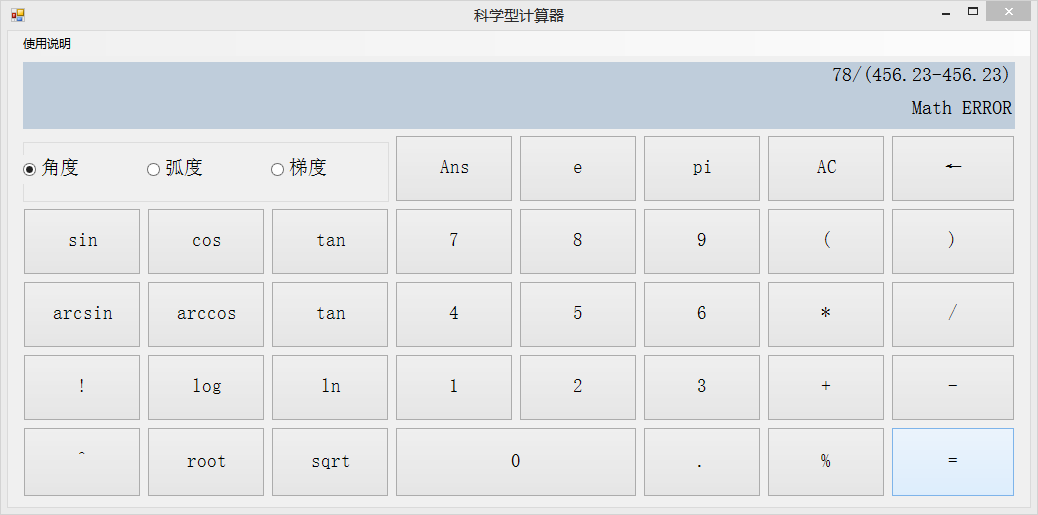 科学型计算器
使用说明
78/(456.23-456.23)
Math ERROR
角度 弧度 梯度 Ans e pi AC ←
sin cos tan 7 8 9 ( )
arcsin arccos tan 4 5 6 * /
! log ln 1 2 3 + -
^ root sqrt 0 . % =